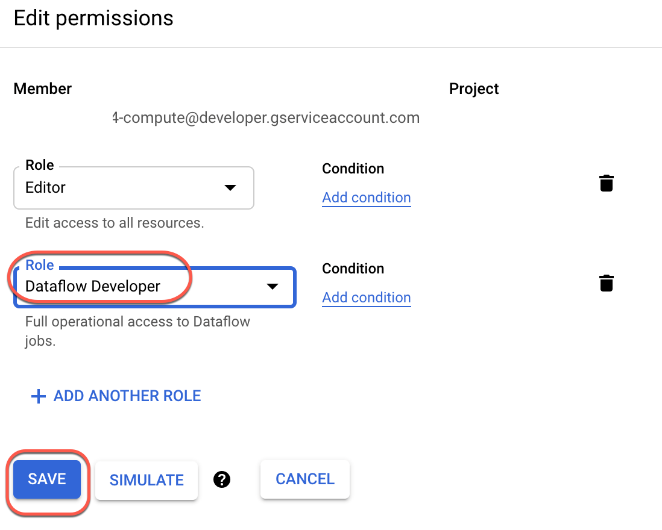 Edit permissions
Member Project
4-compute@developer.gserviceaccount.com
Role Condition
Editor Add condition
Edit access to all resources.
Role Condition
Dataflow Developer Add condition
Full operational access to Dataflow
jobs.
+ ADD ANOTHER ROLE
SAVE SIMULATE ? CANCEL